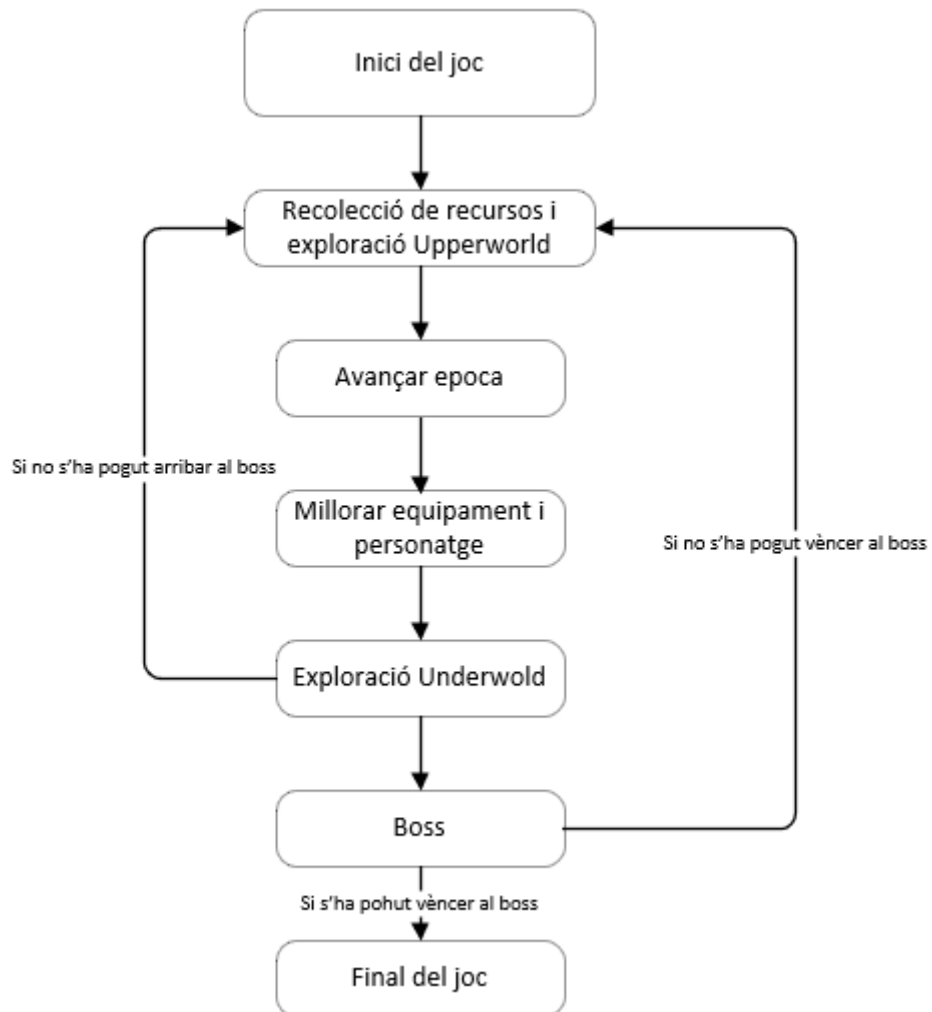 Inici del joc
Recolecció de recursos i
exploració Upperworld
Avançar epoca
Si no s'ha pogut arribar al boss
Millorar equipament i
personatge
Si no s'ha pogut vèncer al boss
Exploració Underwold
Boss
Si s'ha pohut vèncer al boss
Final del joc